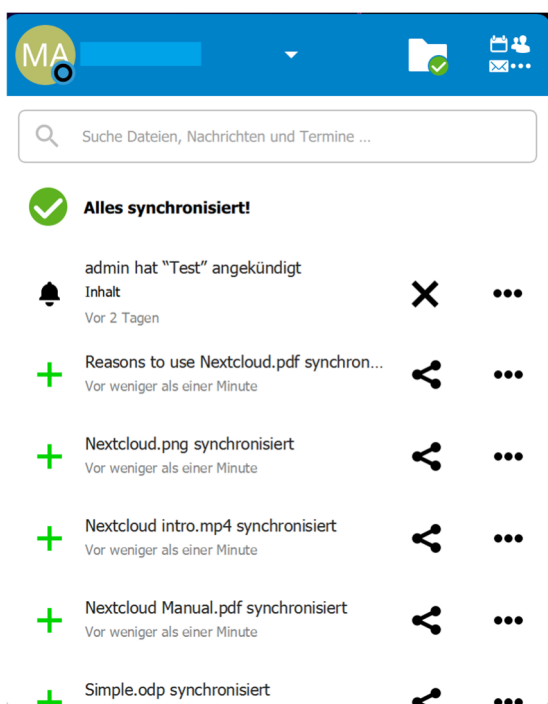 MA
Suche Dateien, Nachrichten und Termine ...
Alles synchronisiert!
admin hat “Test” angekündigt
Inhalt
Vor 2 Tagen
Reasons to use Nextcloud.pdf synchron...
Vor weniger als einer Minute
Nextcloud.png synchronisiert
Vor weniger als einer Minute
Nextcloud intro.mp4 synchronisiert
Vor weniger als einer Minute
Nextcloud Manual.pdf synchronisiert
Vor weniger als einer Minute
Simple.odp synchronisiert